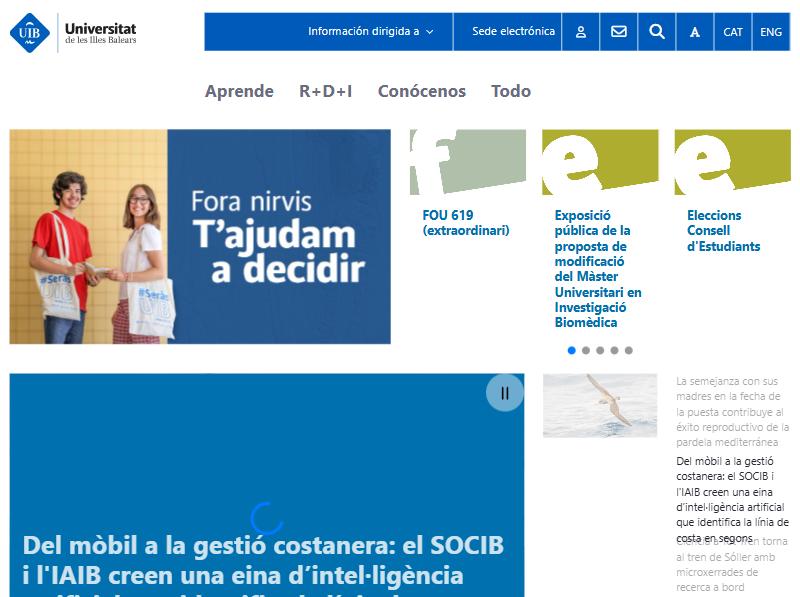 UIB
Universitat
de les Illes Balears
Información dirigida a
Sede electrónica
A
CAT
ENG
Aprende
R+D+I
Conócenos
Todo
#Seràs
UIB
#Seràs
UIB
Fora nirvis
T'ajudam
a decidir
f
FOU 619
(extraordinari)
e
Exposició
pública de la
proposta de
modificació
del Màster
Universitari en
Investigació
Biomèdica
e
Eleccions
Consell
d'Estudiants
Del mòbil a la gestió costanera: el SOCIB
i l'IAIB creen una eina d’intel·ligència
La semejanza con sus
madres en la fecha de
la puesta contribuye al
éxito reproductivo de la
pardela mediterránea
Del mòbil a la gestió
costanera: el SOCIB i
l'IAIB creen una eina
d’intel·ligència artificial
que identifica la línia de
costa en segons
tren torna
al tren de Sóller amb
microxerrades de
recerca a bord